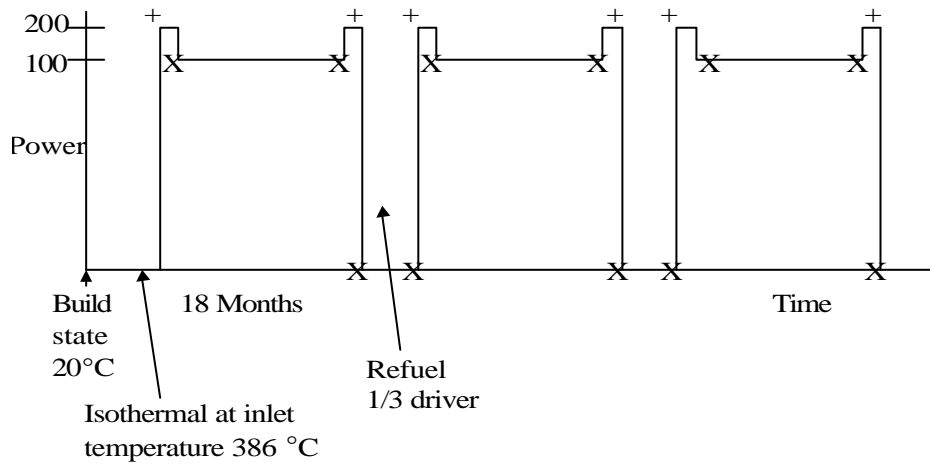 + + + + + +
200
100
X X X X X X
Power
X X X X X
Build 18 Months Time
state
20°C
Refuel
1/3 driver
Isothermal at inlet
temperature 386 °C